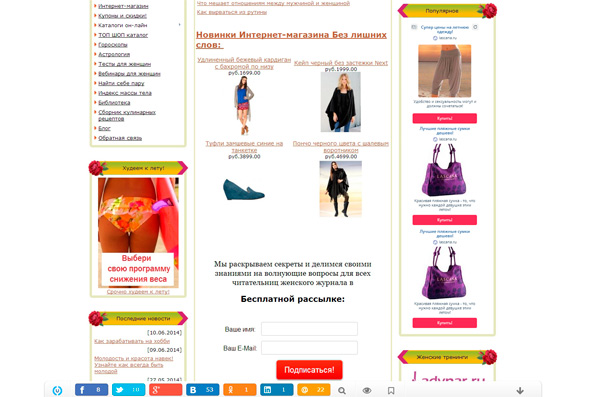 Интернет-магазин
Купоны и скидки!
Каталоги он-лайн
ТОП ШОП каталог
Гороскопы
Астрология
Тесты для женщин
Вебинары для женщин
Найти себе пару
Индекс массы тела
Библиотека
Сборник кулинарных
рецептов
Блог
Обратная связь
Худеем к лету!
Выбери
свою программу
снижения веса
Срочно худеем к лету!
Последние новости
[10.06.2014]
Как зарабатывать на хобби
[09.06.2014]
Молодость и красота навек!
Узнайте как всегда быть
молодой
[27.05.2014]
Что мешает отношениям между мужчиной и женщиной
Как вырваться из рутины
Новинки Интернет-магазина Без лишних
слов:
Удлиненный бежевый кардиган
с бахромой по низу
руб.1699.00
Кейп черный без застежки Next
руб.1999.00
Туфли замшевые синие на
танкетке
руб.3899.00
Пончо черного цвета с шалевым
воротником
руб.4699.00
Мы раскрываем секреты и делимся своими
знаниями на волнующие вопросы для всех
читательниц женского журнала в
Бесплатной рассылке:
Ваше имя:
Ваш E-Mail:
Подписаться!
Популярное
Супер цены на летнюю
одежду!
Удобство и сексуальность могут и
должны сочетаться!
Купить!
Лучшие пляжные сумки
дешево!
Красивая пляжная сумка - то, что
нужно каждой девушке этим
летом!
Купить!
Лучшие пляжные сумки
дешево!
Красивая пляжная сумка - то, что
нужно каждой девушке этим
летом!
Купить!
Женские тренинги
Ladypar.ru
8
10
53
1
1
22